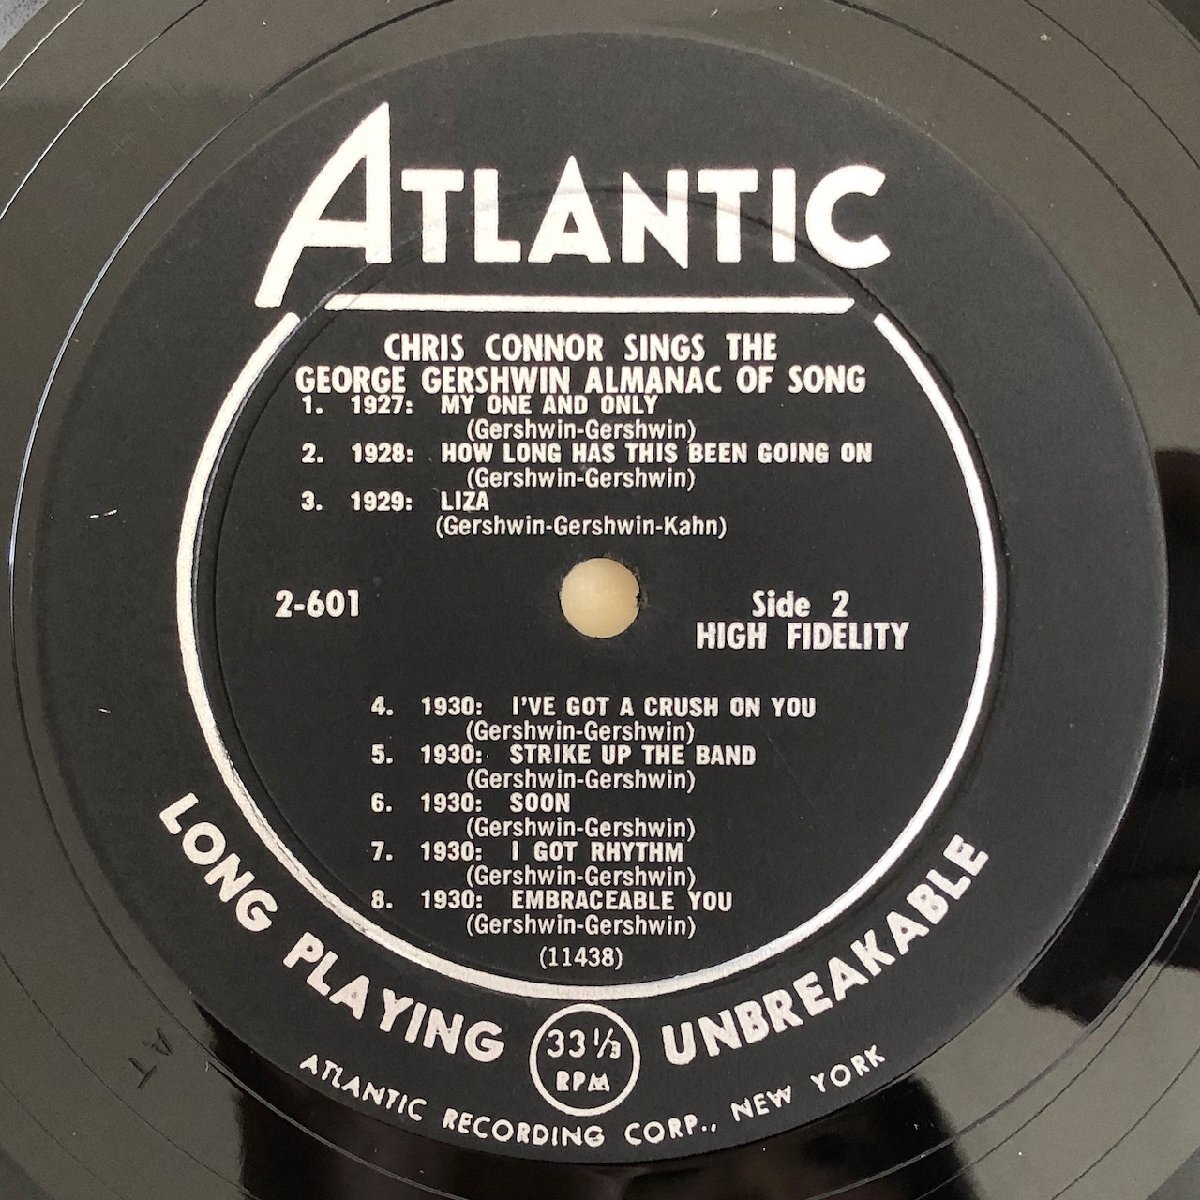 ATLANTIC
CHRIS CONNOR SINGS THE
GEORGE GERSHWIN ALMANAC OF SONG
1. 1927: MY ONE AND ONLY
(Gershwin-Gershwin)
2. 1928: HOW LONG HAS THIS BEEN GOING ON
(Gershwin-Gershwin)
3. 1929: LIZA
(Gershwin-Gershwin-Kahn)
2-601
Side 2
HIGH FIDELITY
4. 1930: I'VE GOT A CRUSH ON YOU
(Gershwin-Gershwin)
5. 1930: STRIKE UP THE BAND
(Gershwin-Gershwin)
6. 1930: SOON
(Gershwin-Gershwin)
7. 1930: I GOT RHYTHM
(Gershwin-Gershwin)
8. 1930: EMBRACEABLE YOU
(Gershwin-Gershwin)
(11438)
LONG PLAYING
33 1/3
RPM
UNBREAKABLE
ATLANTIC RECORDING CORP., NEW YORK
AT